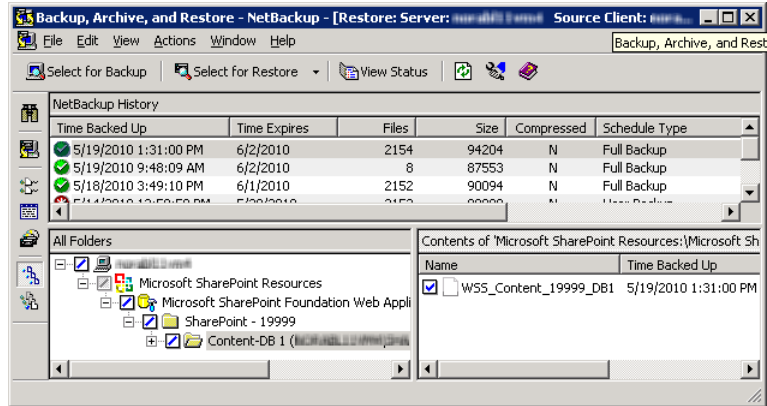 Backup, Archive, and Restore - NetBackup - [Restore: Server: Source Client:
File Edit View Actions Window Help
Backup, Archive, and Rest
Select for Backup Select for Restore View Status
NetBackup History
Time Backed Up Time Expires Files Size Compressed Schedule Type
5/19/2010 1:31:00 PM 6/2/2010 2154 94204 N Full Backup
5/19/2010 9:48:09 AM 6/2/2010 8 87553 N Full Backup
5/18/2010 3:49:10 PM 6/1/2010 2152 90094 N Full Backup
All Folders
Contents of 'Microsoft SharePoint Resources:\Microsoft Sh
Name Time Backed Up
Microsoft SharePoint Resources
WSS_Content_19999_DB1 5/19/2010 1:31:00 PM
Microsoft SharePoint Foundation Web Appli
SharePoint - 19999
Content-DB 1 (